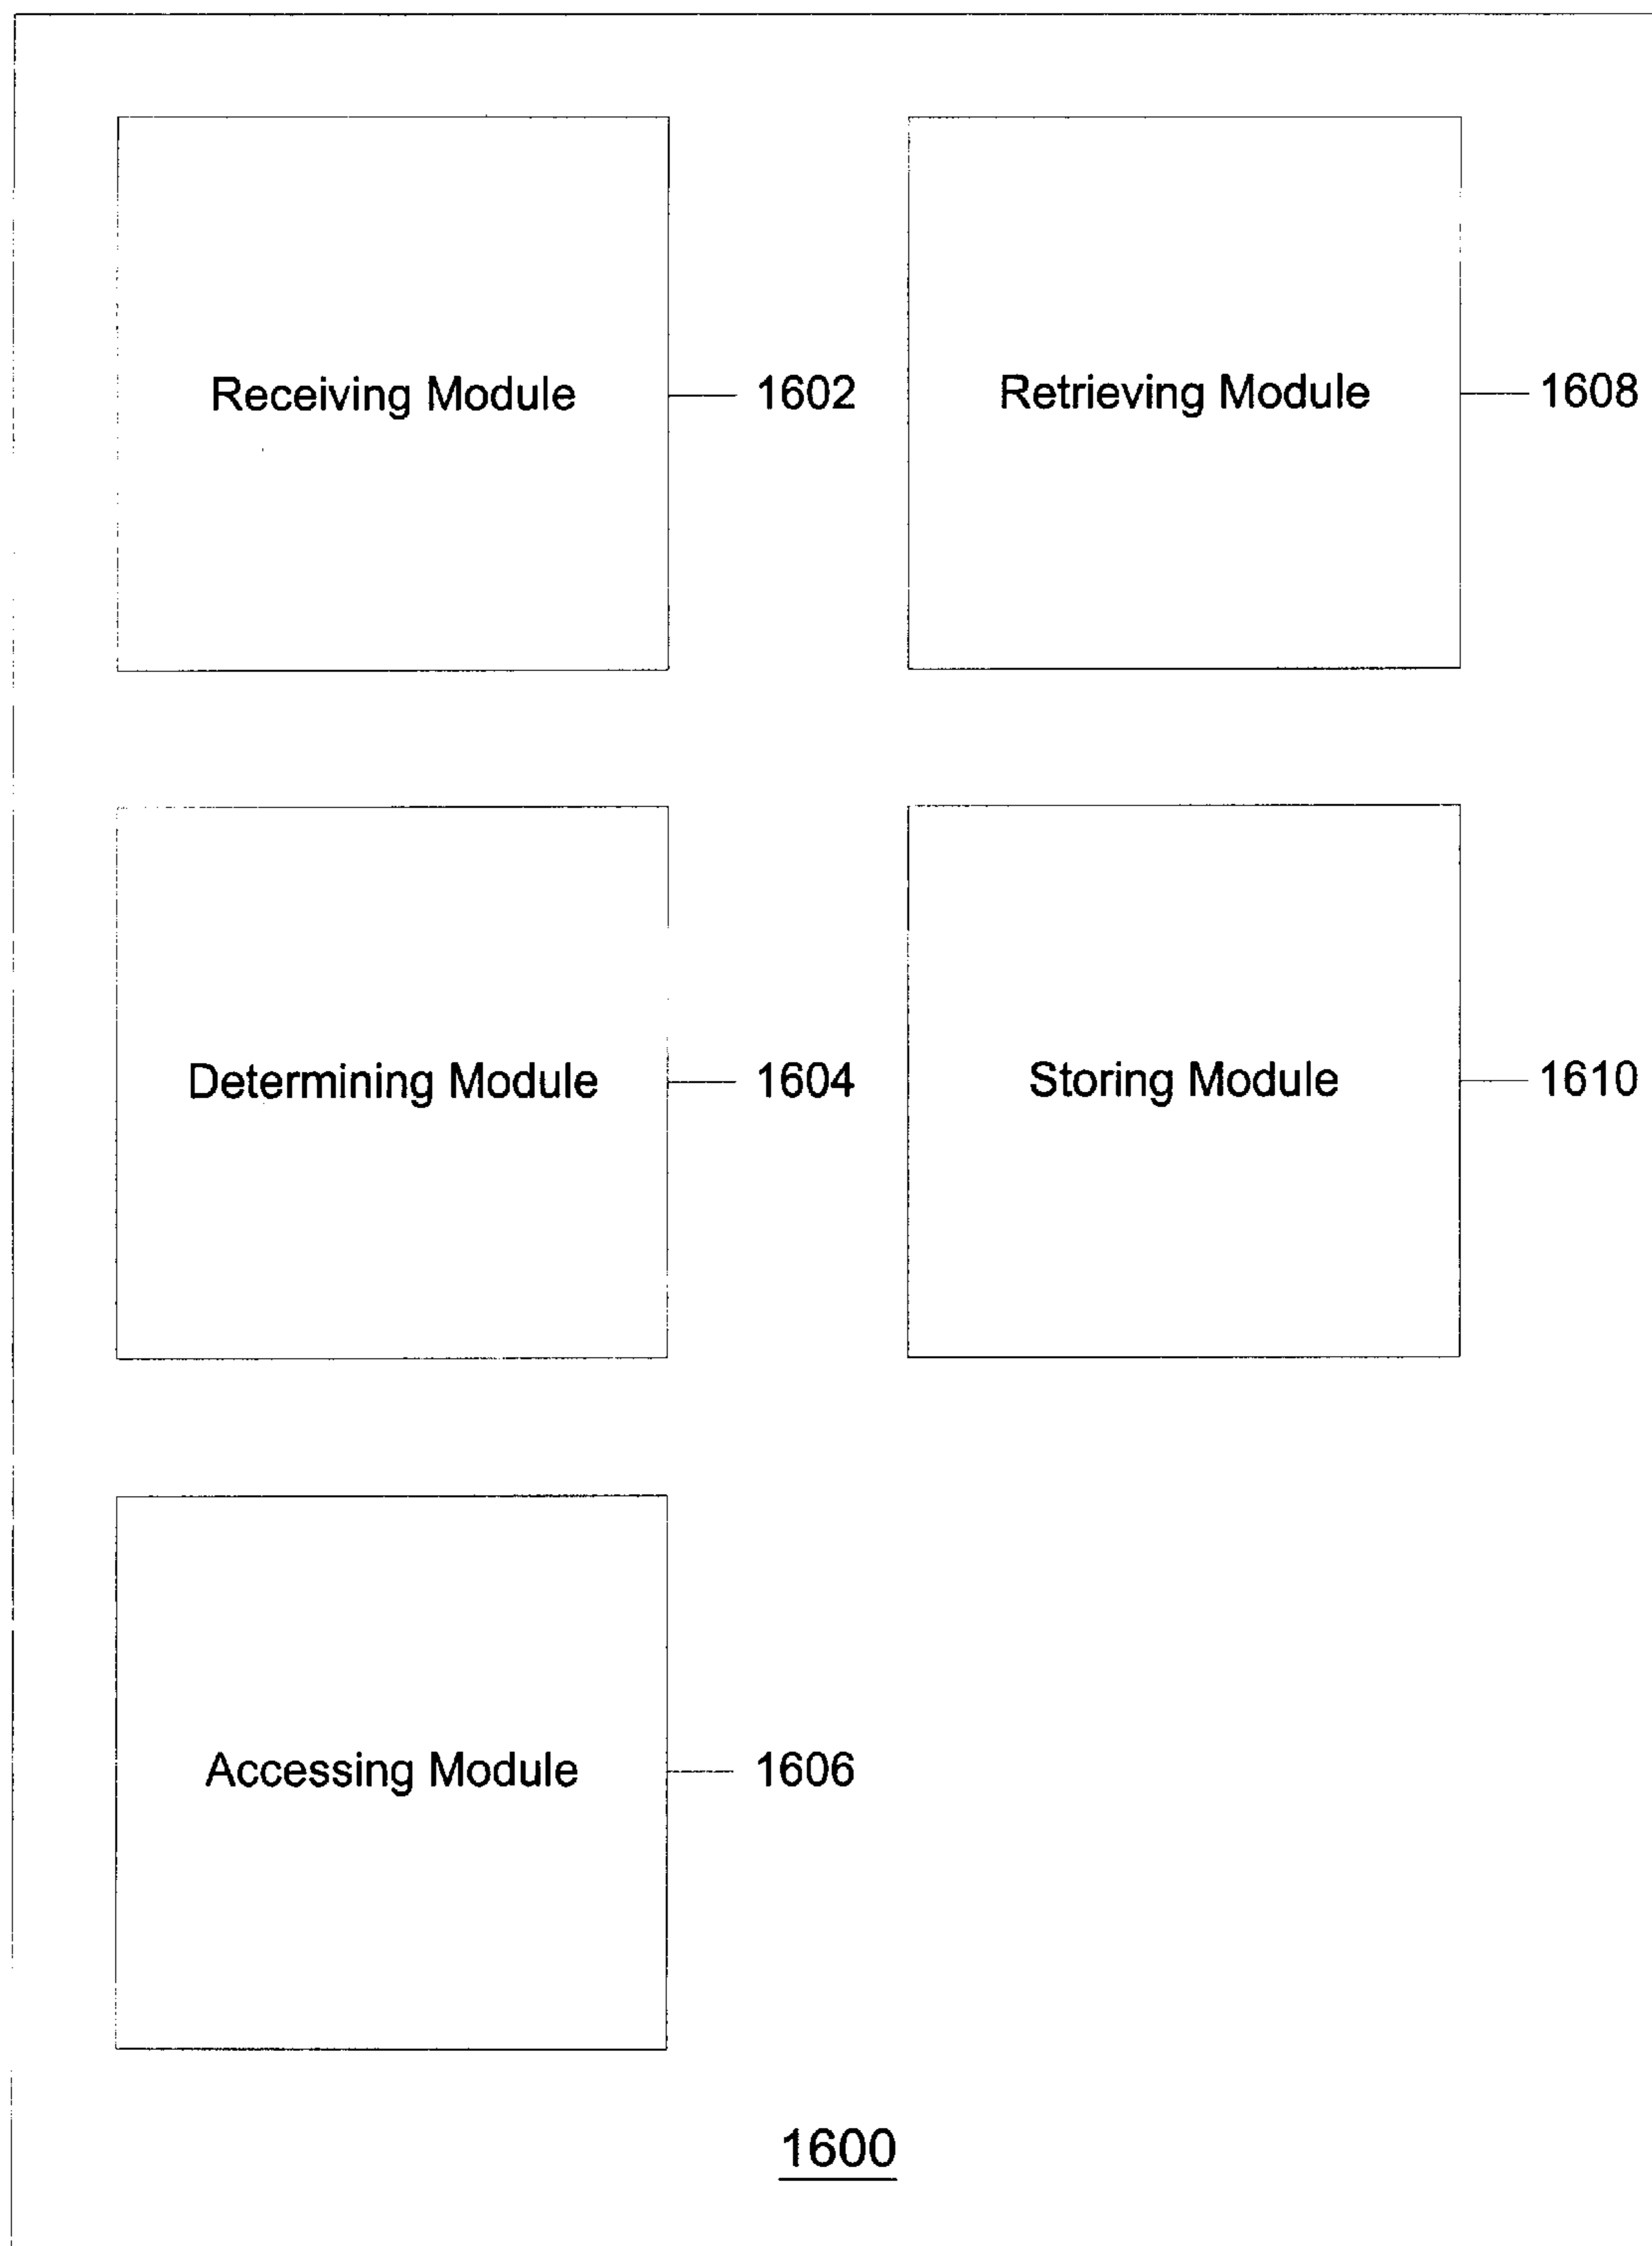 Receiving Module 1602
Retrieving Module 1608
Determining Module 1604
Storing Module 1610
Accessing Module 1606
1600